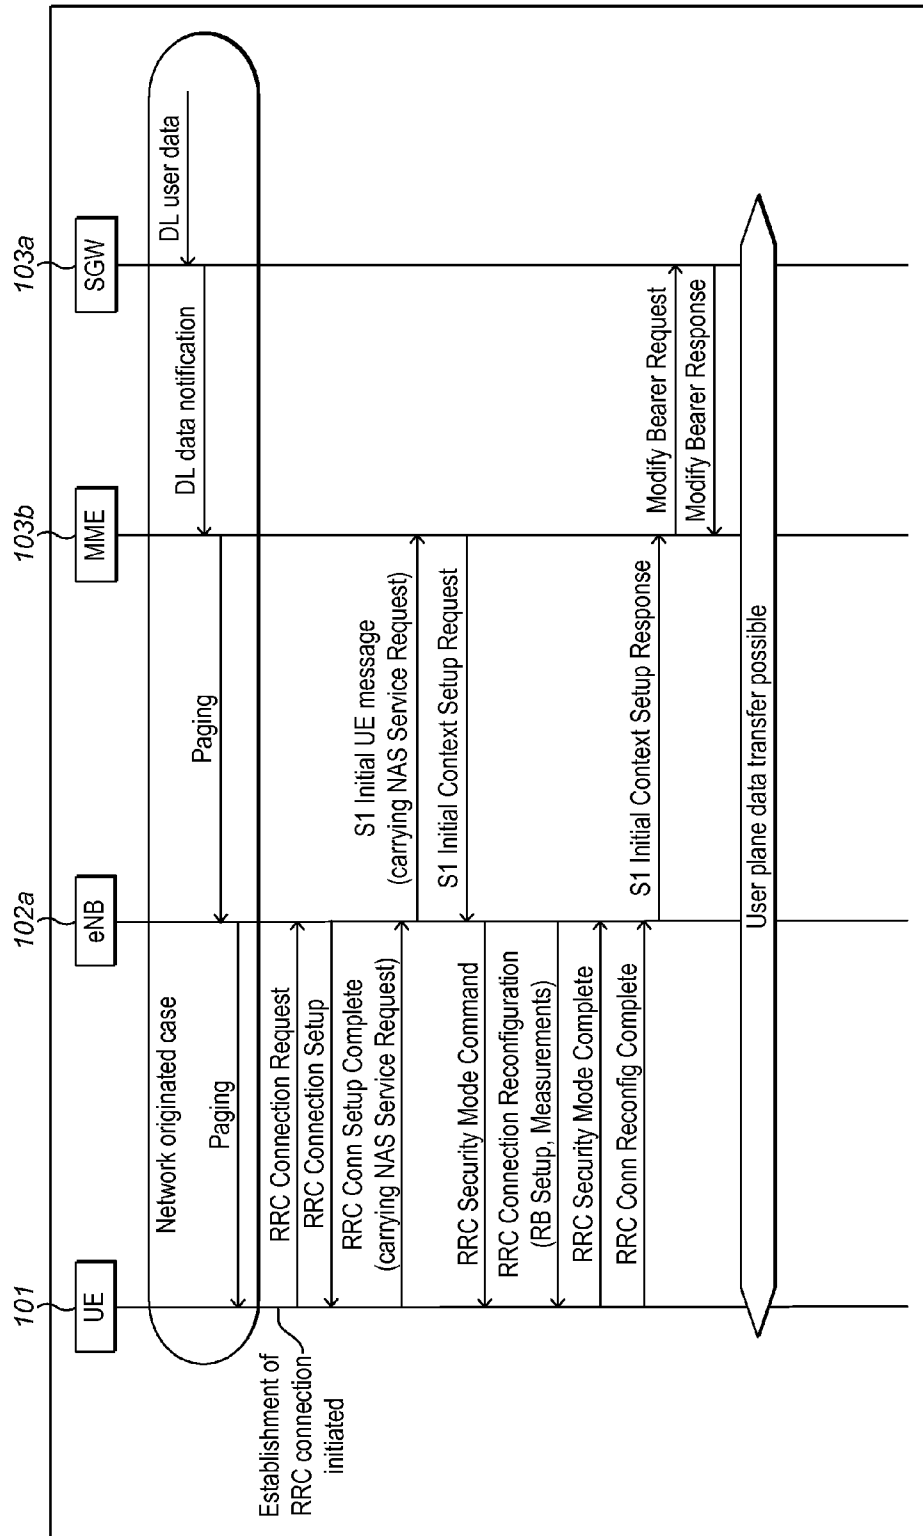 101
102a
103b
103a
UE
eNB
MME
SGW
Network originated case
DL user data
DL data notification
Paging
Paging
Establishment of
RRC connection
initiated
RRC Connection Request
RRC Connection Setup
RRC Conn Setup Complete
(carrying NAS Service Request)
S1 Initial UE message
(carrying NAS Service Request)
S1 Initial Context Setup Request
RRC Security Mode Command
RRC Connection Reconfiguration
(RB Setup, Measurements)
RRC Security Mode Complete
RRC Conn Reconfig Complete
S1 Initial Context Setup Response
Modify Bearer Request
Modify Bearer Response
User plane data transfer possible